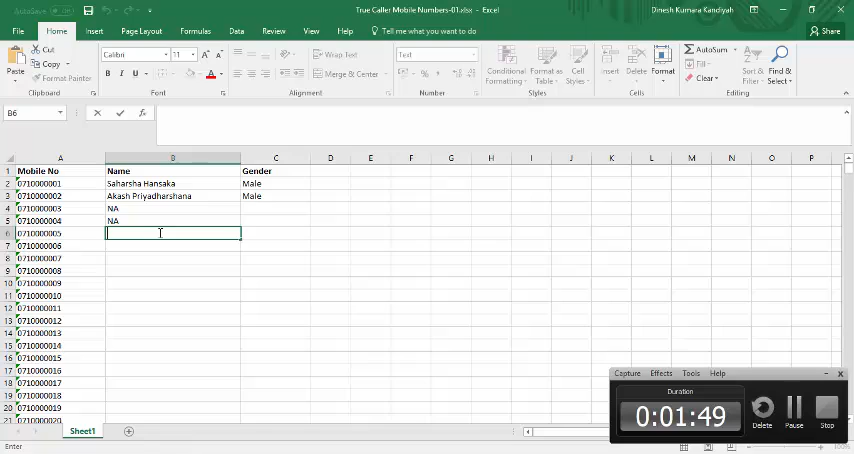 AutoSave
True Caller Mobile Numbers-01.xlsx - Excel
Dinesh Kumara Kandiyah
File Home Insert Page Layout Formulas Data Review View Help Tell me what you want to do Share
Paste
Cut
Copy
Format Painter
Clipboard
Calibri 11
B I U
Font
Wrap Text
Merge & Center
Alignment
Text
Number
Conditional Formatting
Format as Table
Cell Styles
Styles
Insert Delete Format
Cells
AutoSum
Fill
Clear
Sort & Filter
Find & Select
Editing
B6
A B C D E F G H I J K L M N O P
1 Mobile No Name Gender
2 0710000001 Saharsha Hansaka Male
3 0710000002 Akash Priyadharshana Male
4 0710000003 NA
5 0710000004 NA
6 0710000005
7 0710000006
8 0710000007
9 0710000008
10 0710000009
11 0710000010
12 0710000011
13 0710000012
14 0710000013
15 0710000014
16 0710000015
17 0710000016
18 0710000017
19 0710000018
20 0710000019
21 0710000020
Capture Effects Tools Help
Duration
0:01:49
Delete Pause Stop
Sheet1
Enter
100%